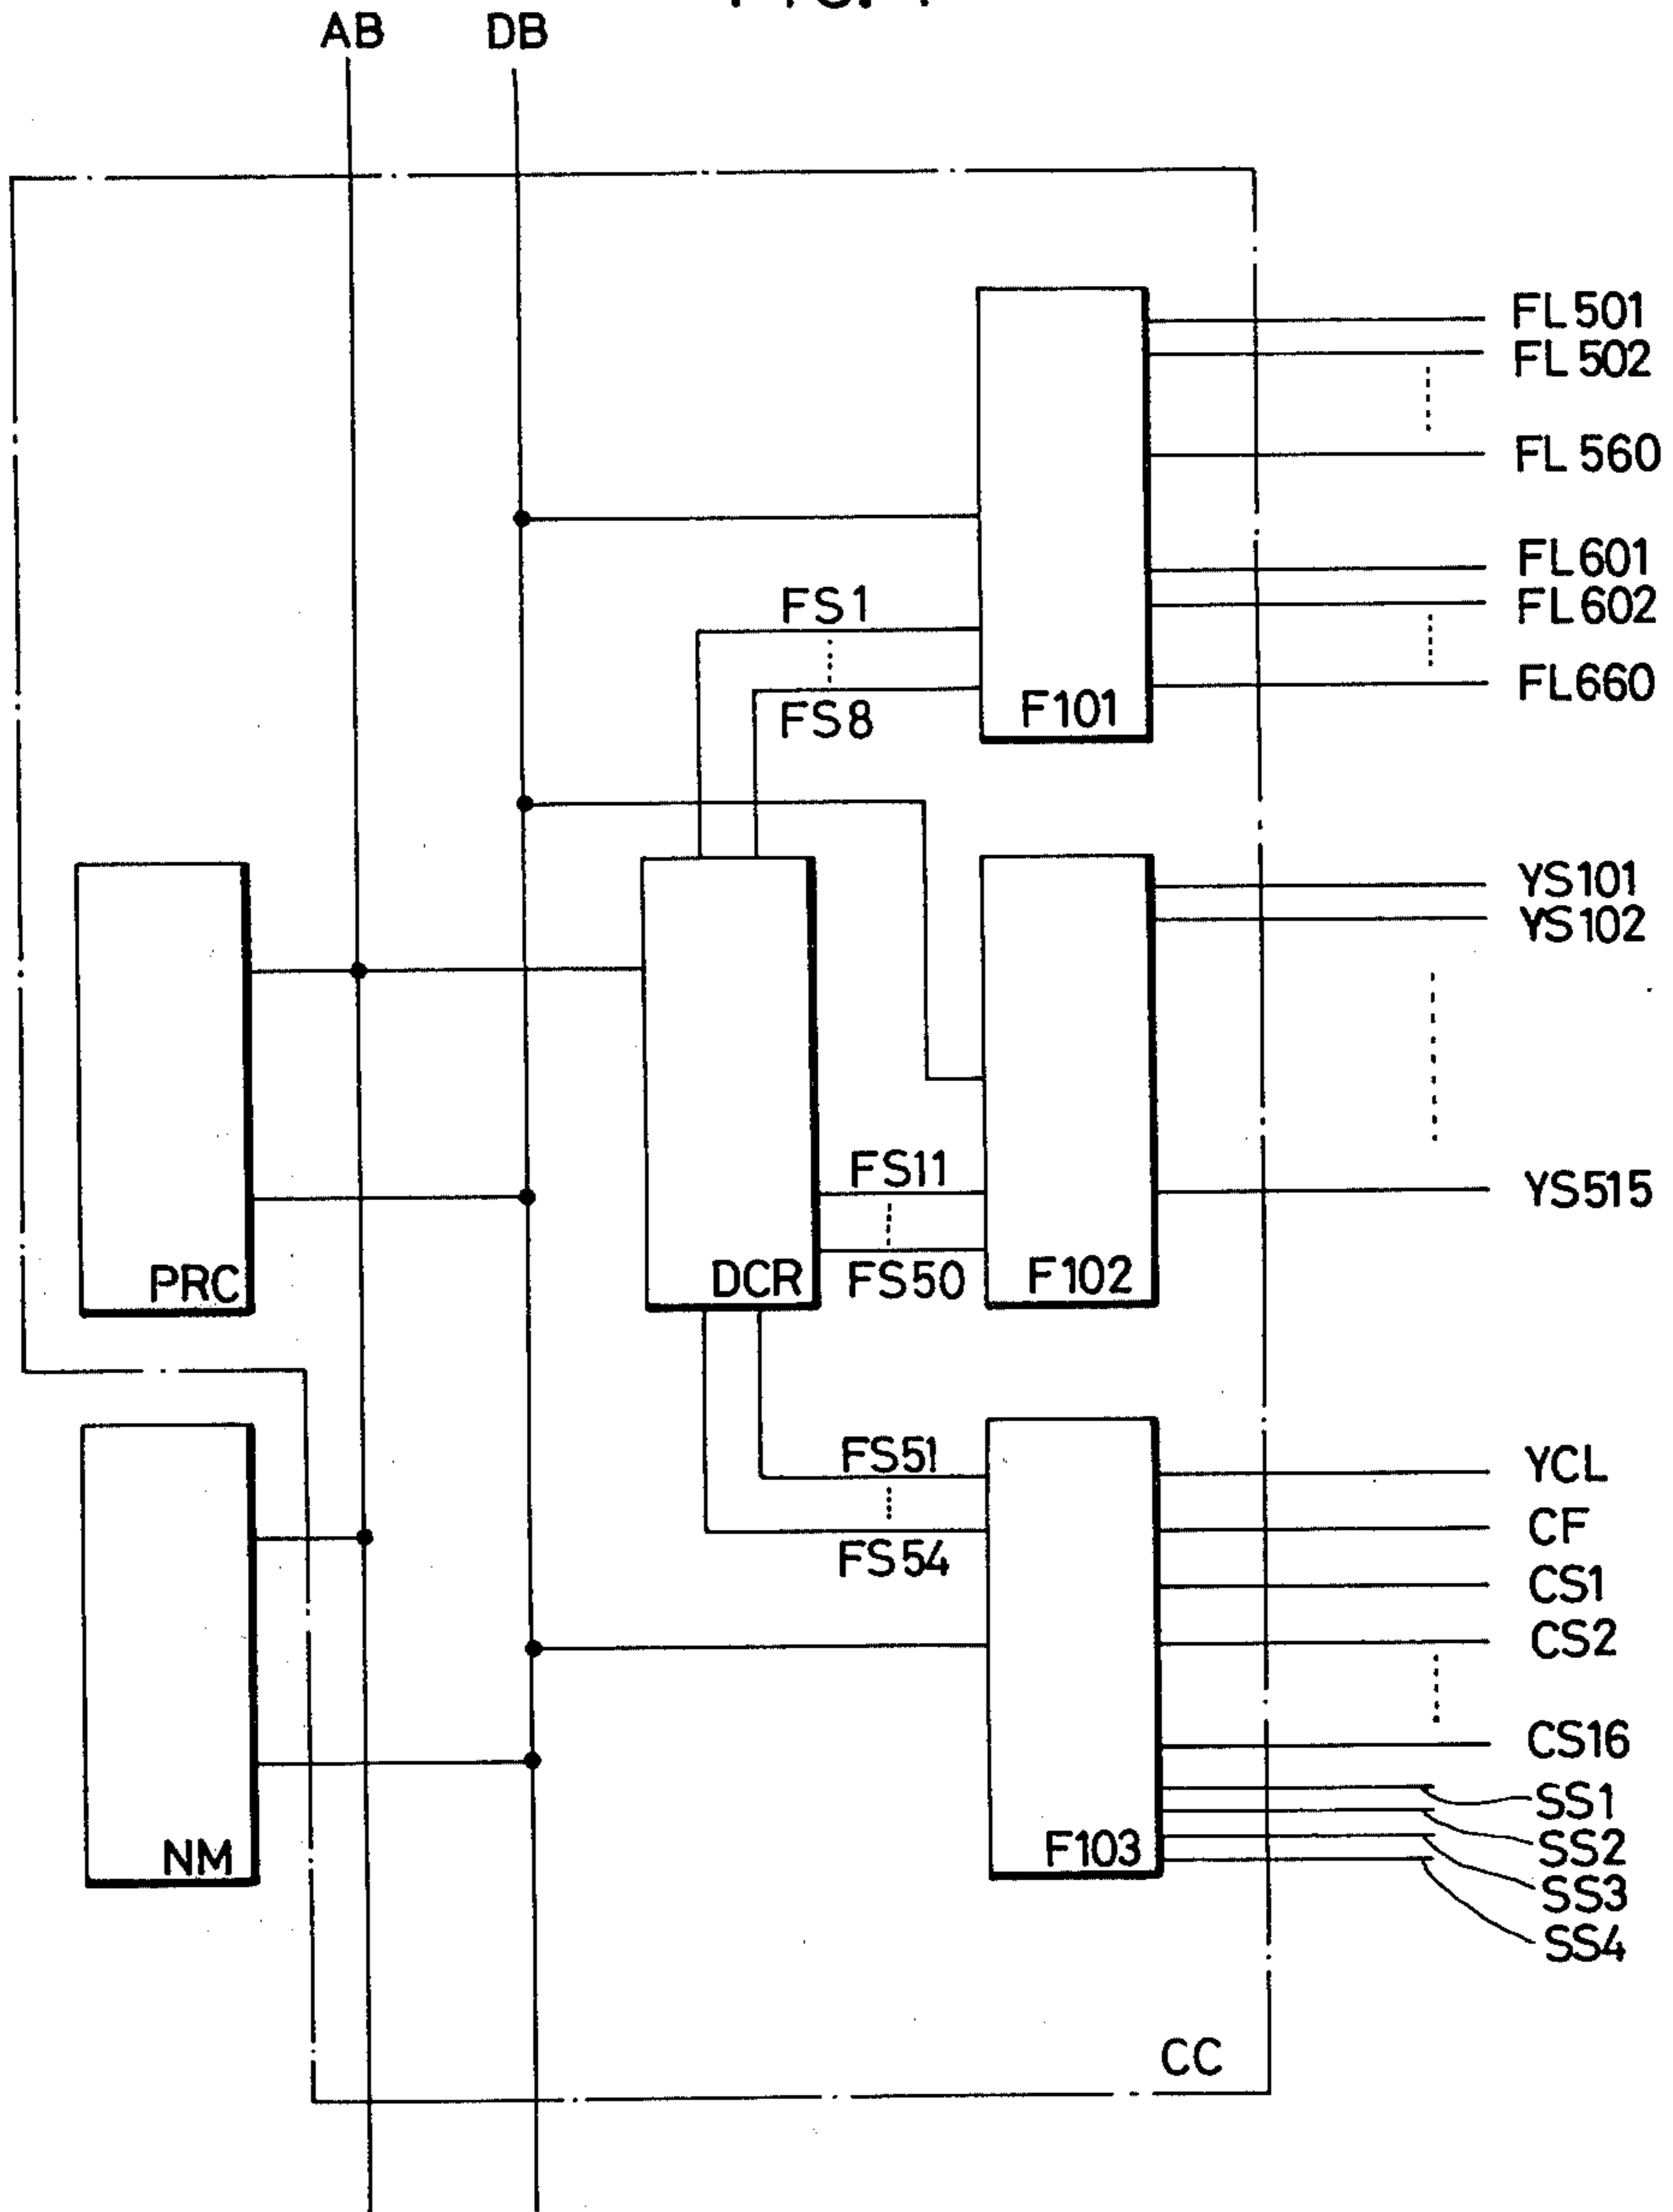 AB
DB
FL501
FL502
FL560
FL601
FL602
FL660
FS1
FS8
F101
YS101
YS102
YS515
FS11
FS50
PRC
DCR
F102
FS51
FS54
YCL
CF
CS1
CS2
CS16
SS1
SS2
SS3
SS4
NM
F103
CC